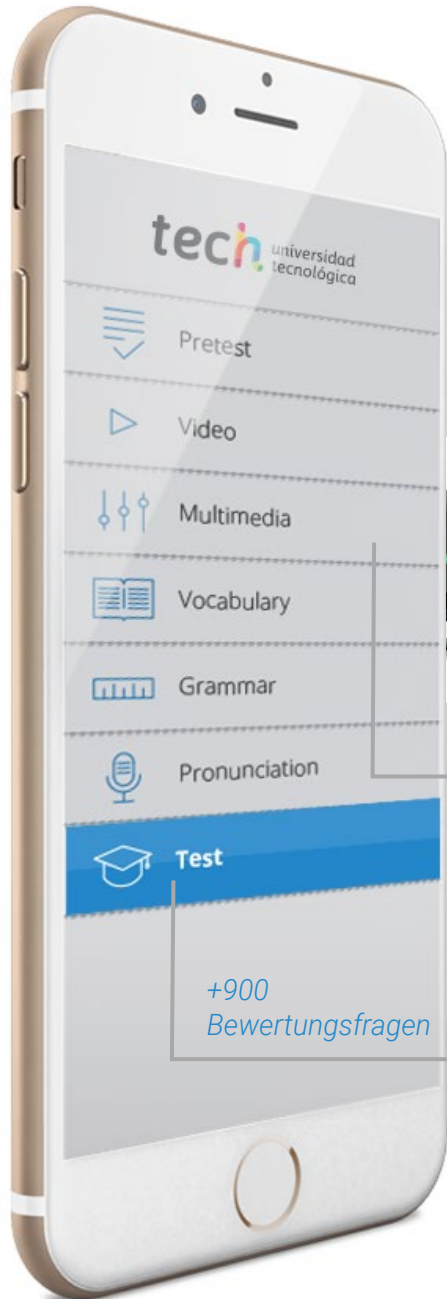 tech universidad
tecnológica
Pretest
Video
Multimedia
Vocabulary
Grammar
Pronunciation
Test
+900
Bewertungsfragen